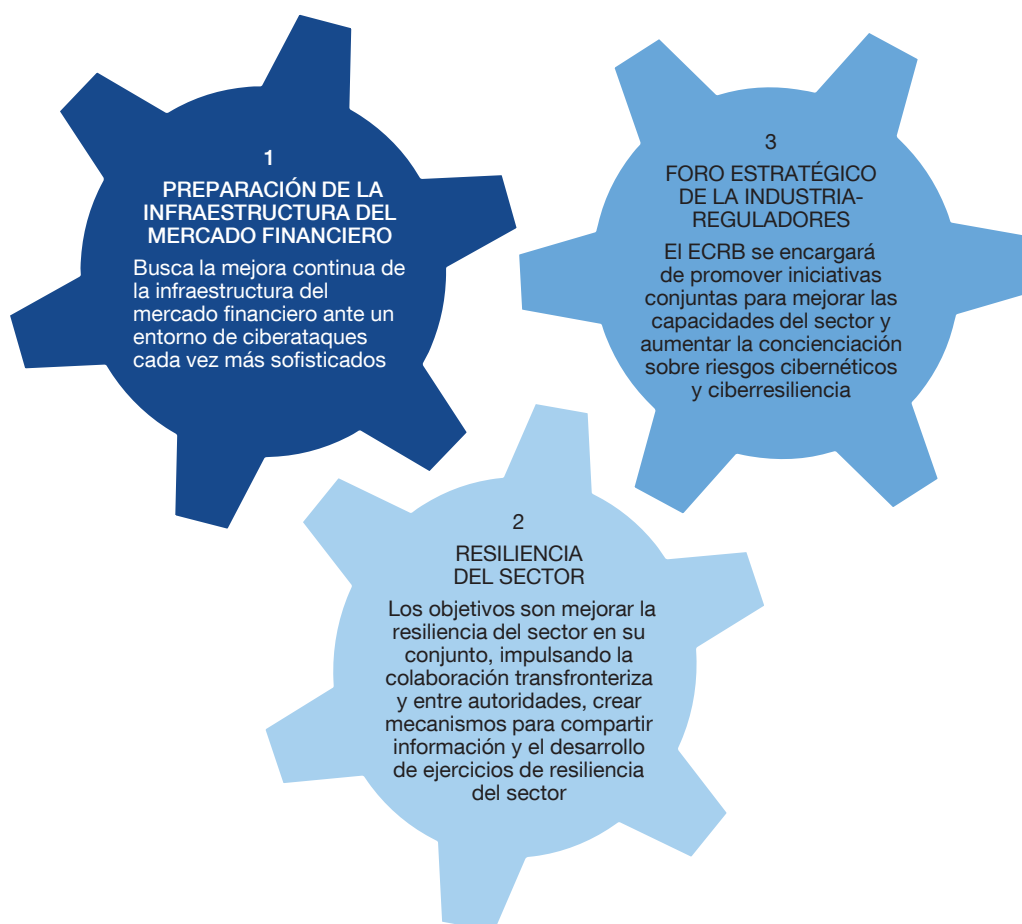 1
PREPARACIÓN DE LA
INFRAESTRUCTURA DEL
MERCADO FINANCIERO
Busca la mejora continua de
la infraestructura del
mercado financiero ante un
entorno de ciberataques
cada vez más sofisticados
2
RESILIENCIA
DEL SECTOR
Los objetivos son mejorar la
resiliencia del sector en su
conjunto, impulsando la
colaboración transfronteriza
y entre autoridades, crear
mecanismos para compartir
información y el desarrollo
de ejercicios de resiliencia
del sector
3
FORO ESTRATÉGICO
DE LA INDUSTRIA-
REGULADORES
El ECRB se encargará
de promover iniciativas
conjuntas para mejorar las
capacidades del sector y
aumentar la concienciación
sobre riesgos cibernéticos
y ciberresiliencia